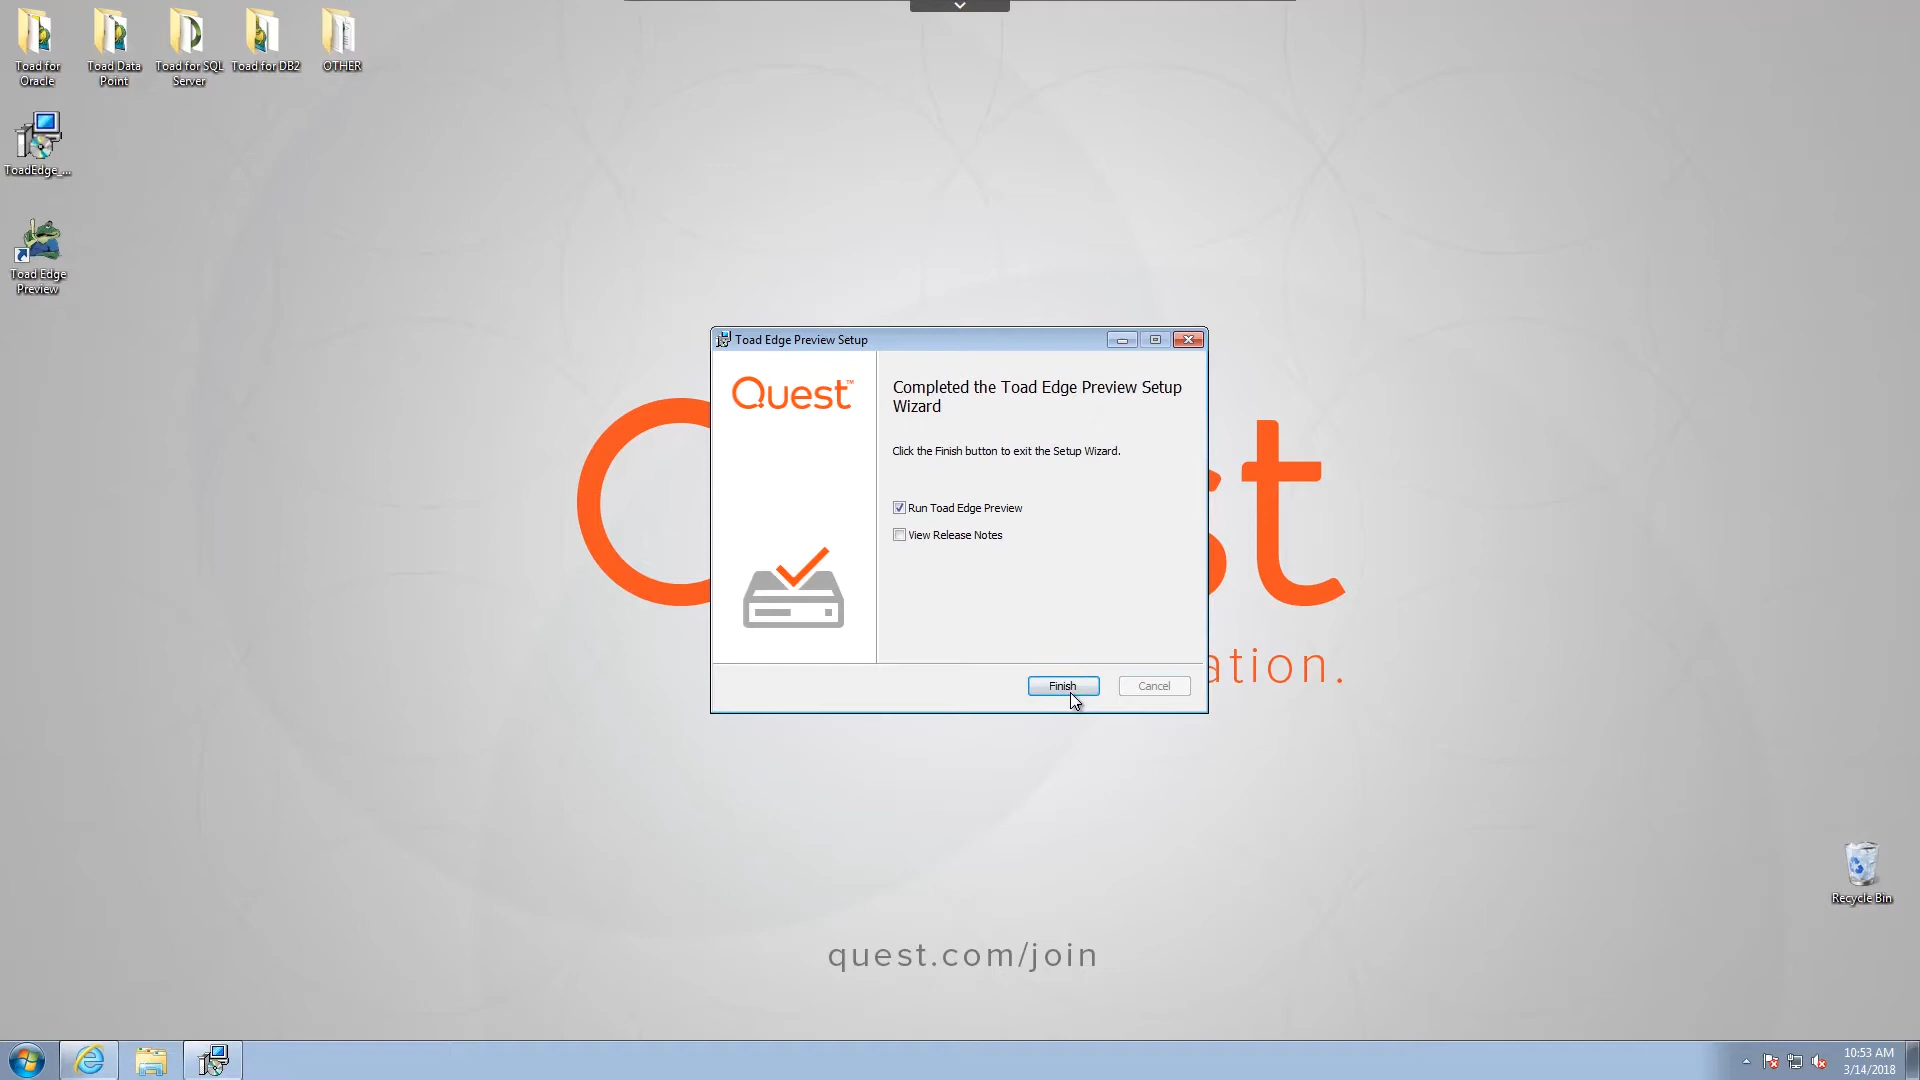 Toad for
Oracle
Toad Data
Point
Toad for SQL
Server
Toad for DB2
OTHER
ToadEdge_...
Toad Edge
Preview
Toad Edge Preview Setup
Quest™
Completed the Toad Edge Preview Setup
Wizard
Click the Finish button to exit the Setup Wizard.
Run Toad Edge Preview
View Release Notes
Finish
Cancel
st
ation.
Recycle Bin
quest.com/join
10:53 AM
3/14/2018